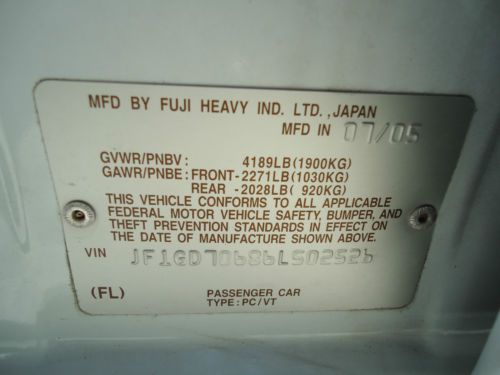 MFD BY FUJI HEAVY IND. LTD.,JAPAN
MFD IN 07/05
GVWR/PNBV: 4189LB(1900KG)
GAWR/PNBE: FRONT-2271LB(1030KG)
REAR -2028LB( 920KG)
THIS VEHICLE CONFORMS TO ALL APPLICABLE
FEDERAL MOTOR VEHICLE SAFETY, BUMPER, AND
THEFT PREVENTION STANDARDS IN EFFECT ON
THE DATE OF MANUFACTURE SHOWN ABOVE.
VIN JF1GD70686L502526
(FL) PASSENGER CAR
TYPE:PC/VT